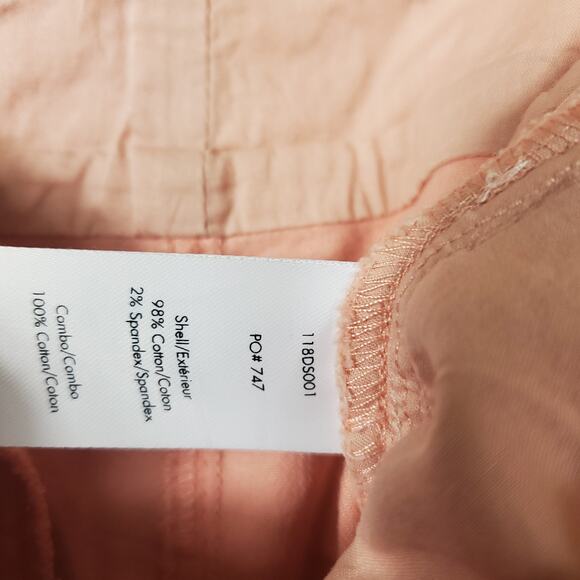 118DS001
PO# 747
Shell/Extérieur
98% Cotton/Coton
2% Spandex/Spandex
Combo/Combo
100% Cotton/Coton